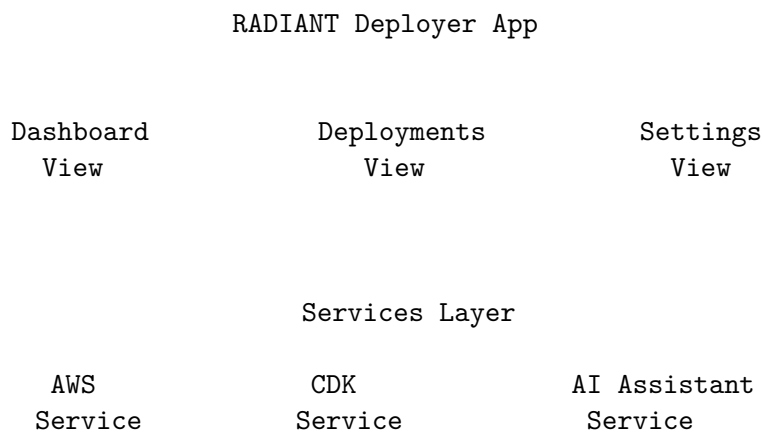 RADIANT Deployer App
Dashboard Deployments Settings
View View View
Services Layer
AWS CDK AI Assistant
Service Service Service